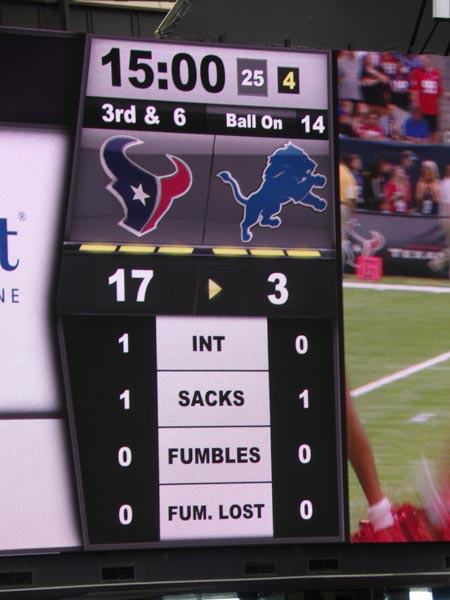 15:00 25 4
3rd & 6 Ball On 14
17 3
1 INT 0
1 SACKS 1
0 FUMBLES 0
0 FUM. LOST 0
t®
NE